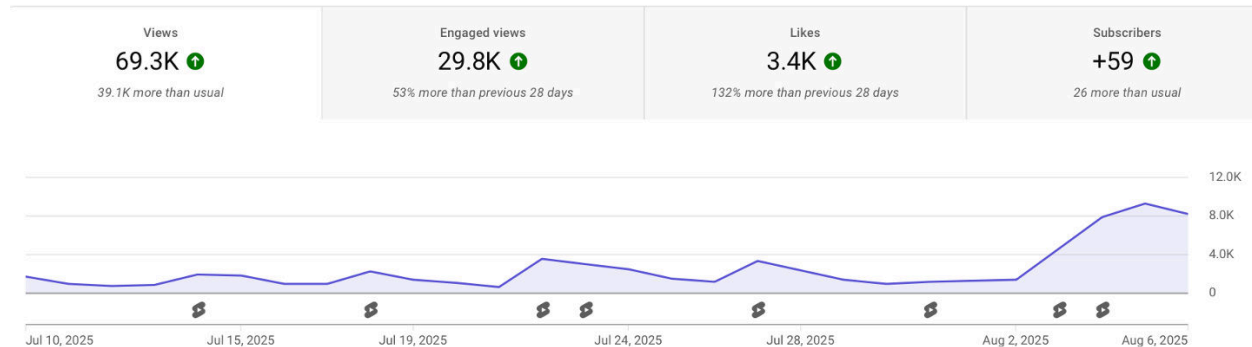 Views
69.3K
39.1K more than usual
Engaged views
29.8K
53% more than previous 28 days
Likes
3.4K
132% more than previous 28 days
Subscribers
+59
26 more than usual
12.0K
8.0K
4.0K
0
Jul 10, 2025
Jul 15, 2025
Jul 19, 2025
Jul 24, 2025
Jul 28, 2025
Aug 2, 2025
Aug 6, 2025